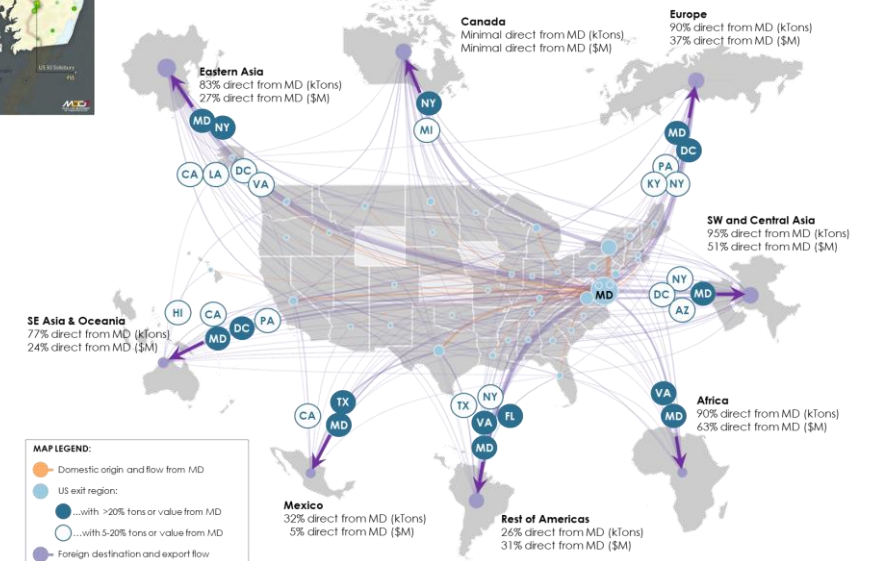 US 50 Salisbury
Eastern Asia
83% direct from MD (kTons)
27% direct from MD ($M)
MD
NY
CA
LA
DC
VA
Canada
Minimal direct from MD (kTons)
Minimal direct from MD ($M)
NY
MI
Europe
90% direct from MD (kTons)
37% direct from MD ($M)
MD
DC
PA
KY
NY
SW and Central Asia
95% direct from MD (kTons)
51% direct from MD ($M)
NY
DC
MD
AZ
MD
HI
CA
DC
PA
MD
SE Asia & Oceania
77% direct from MD (kTons)
24% direct from MD ($M)
CA
TX
MD
Mexico
32% direct from MD (kTons)
5% direct from MD ($M)
TX
NY
VA
FL
MD
Rest of Americas
26% direct from MD (kTons)
31% direct from MD ($M)
VA
MD
Africa
90% direct from MD (kTons)
63% direct from MD ($M)
MAP LEGEND:
Domestic origin and flow from MD
US exit region:
...with >20% tons or value from MD
...with 5-20% tons or value from MD
Foreign destination and export flow